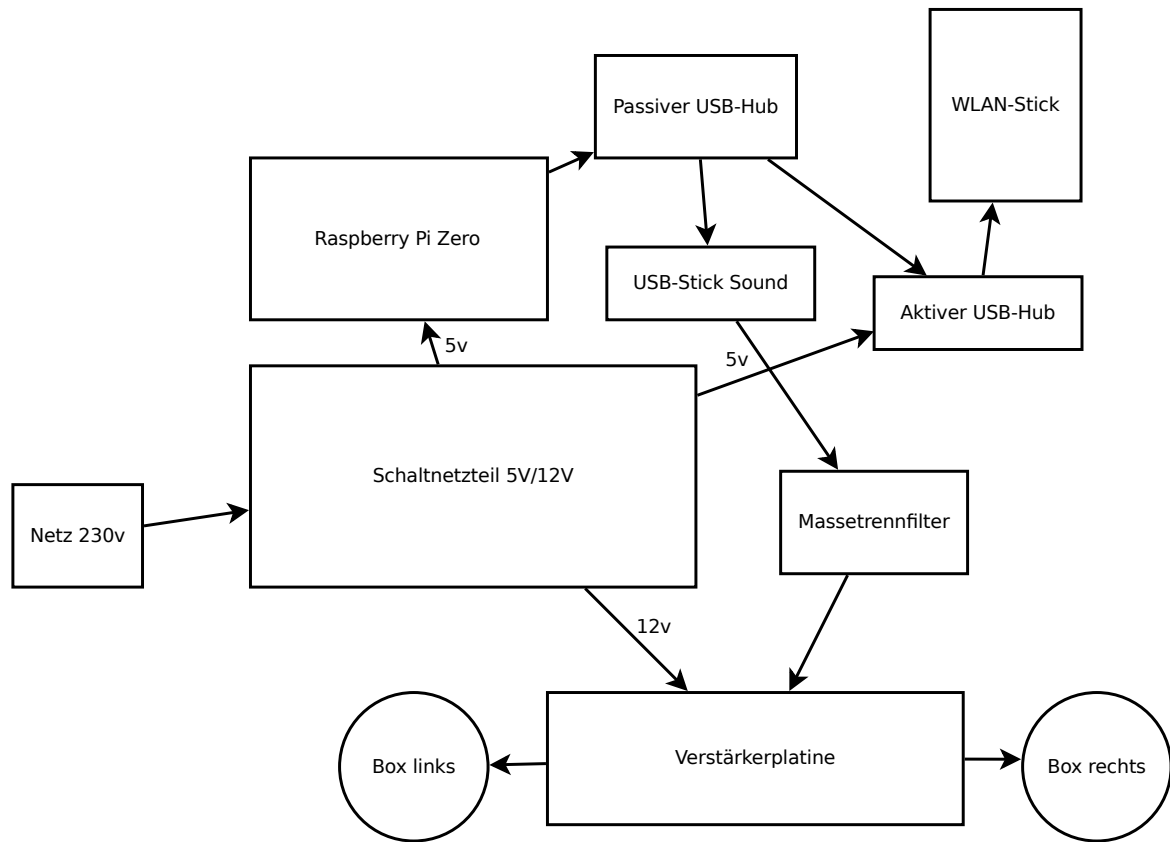 Passiver USB-Hub
WLAN-Stick
Raspberry Pi Zero
USB-Stick Sound
Aktiver USB-Hub
5v
5v
Schaltnetzteil 5V/12V
Netz 230v
Massetrennfilter
12v
Box links
Verstärkerplatine
Box rechts